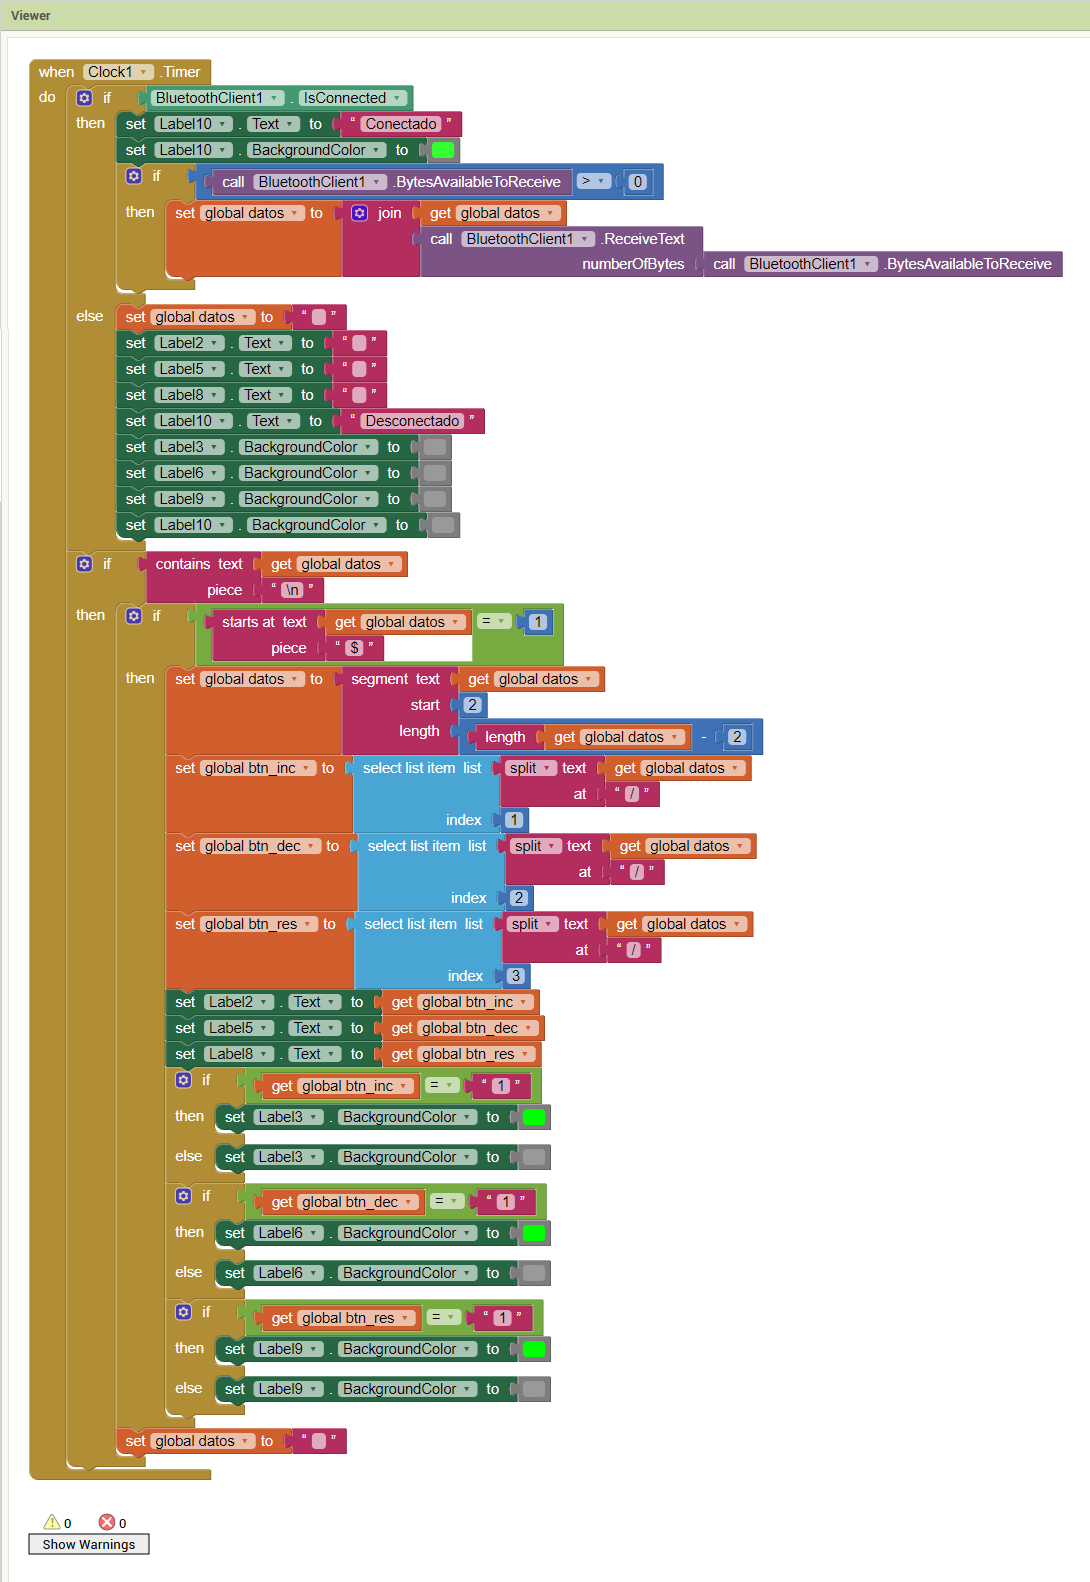 Viewer
when Clock1 .Timer
do if BluetoothClient1 . IsConnected
then set Label10 . Text to “ Conectado ”
set Label10 . BackgroundColor to
if call BluetoothClient1 .BytesAvailableToReceive > 0
then set global datos to join get global datos
call BluetoothClient1 .ReceiveText
numberOfBytes call BluetoothClient1 .BytesAvailableToReceive
else set global datos to “ ”
set Label2 . Text to “ ”
set Label5 . Text to “ ”
set Label8 . Text to “ ”
set Label10 . Text to “ Desconectado ”
set Label3 . BackgroundColor to
set Label6 . BackgroundColor to
set Label9 . BackgroundColor to
set Label10 . BackgroundColor to
if contains text get global datos
piece “ \n ”
then if starts at text get global datos = 1
piece “ $ ”
then set global datos to segment text get global datos
start 2
length length get global datos - 2
set global btn_inc to select list item list split text get global datos
at “ / ”
index 1
set global btn_dec to select list item list split text get global datos
at “ / ”
index 2
set global btn_res to select list item list split text get global datos
at “ / ”
index 3
set Label2 . Text to get global btn_inc
set Label5 . Text to get global btn_dec
set Label8 . Text to get global btn_res
if get global btn_inc = “ 1 ”
then set Label3 . BackgroundColor to
else set Label3 . BackgroundColor to
if get global btn_dec = “ 1 ”
then set Label6 . BackgroundColor to
else set Label6 . BackgroundColor to
if get global btn_res = “ 1 ”
then set Label9 . BackgroundColor to
else set Label9 . BackgroundColor to
set global datos to “ ”
0 0
Show Warnings